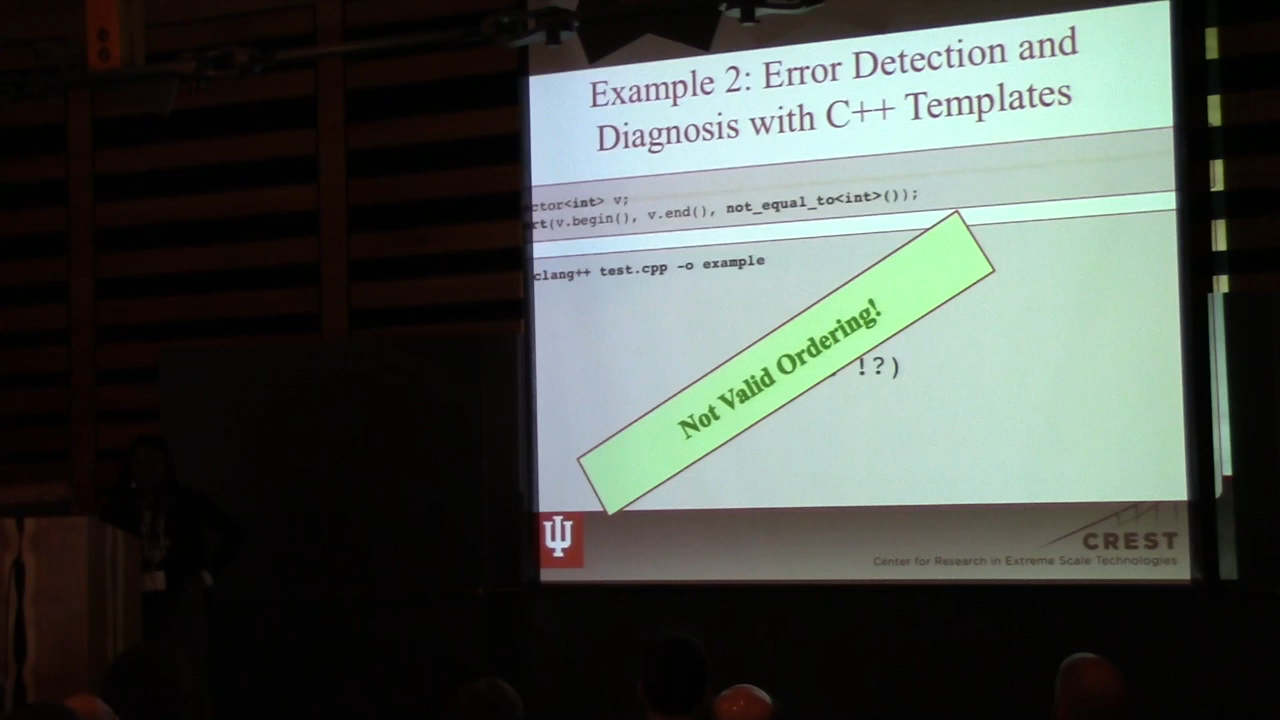 Example 2: Error Detection and
Diagnosis with C++ Templates
ctor<int> v;
rt(v.begin(), v.end(), not_equal_to<int>());
clang++ test.cpp -o example
!?)
Not Valid Ordering!
CREST
Center for Research in Extreme Scale Technologies